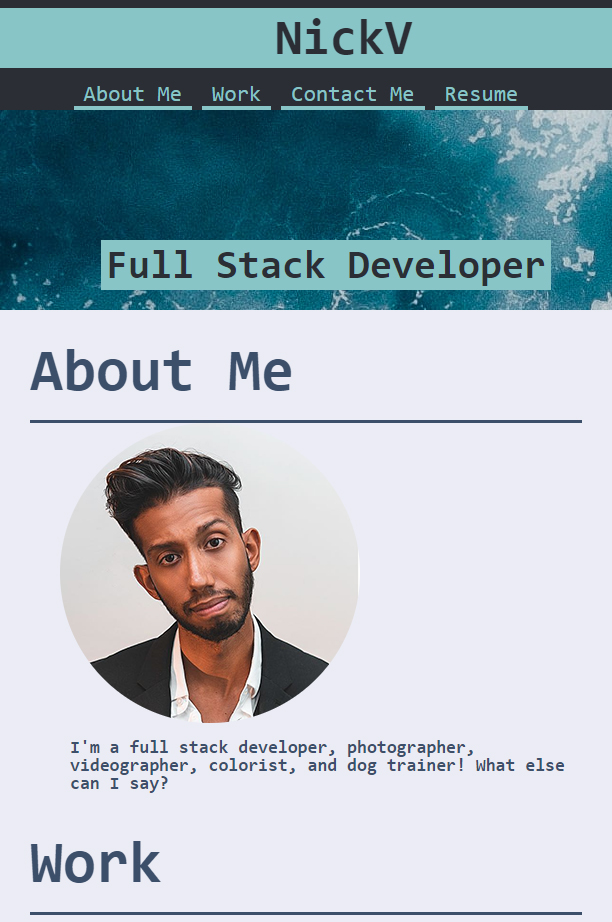 NickV
About Me Work Contact Me Resume
Full Stack Developer
About Me
I'm a full stack developer, photographer,
videographer, colorist, and dog trainer! What else
can I say?
Work